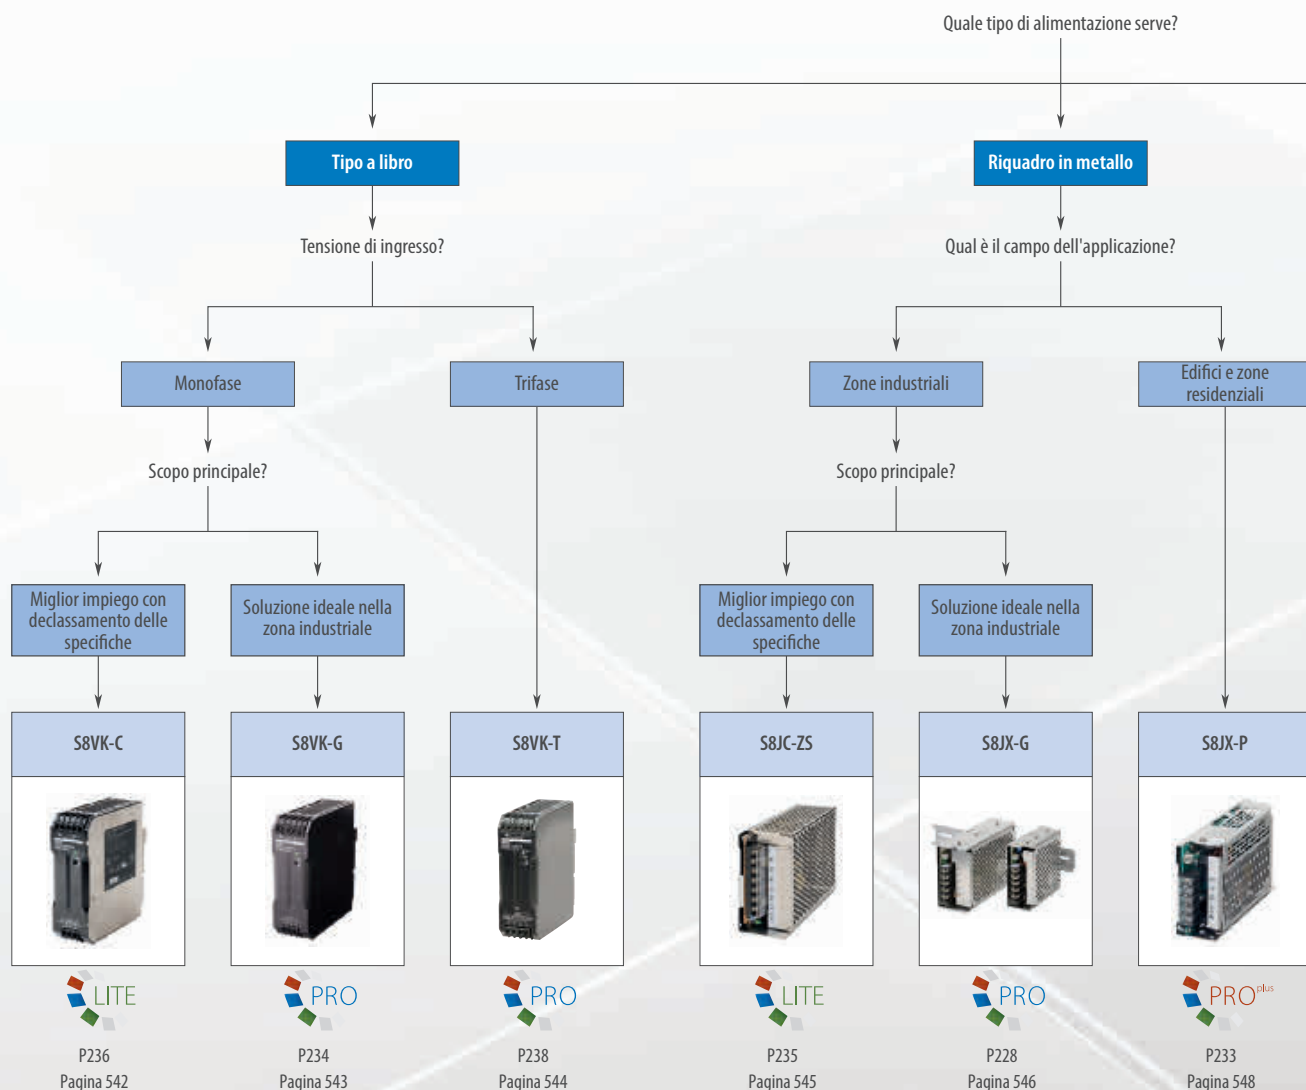 Quale tipo di alimentazione serve?
Tipo a libro
Riquadro in metallo
Tensione di ingresso?
Qual è il campo dell'applicazione?
Monofase
Trifase
Zone industriali
Edifici e zone
residenziali
Scopo principale?
Scopo principale?
Miglior impiego con
declassamento delle
specifiche
Soluzione ideale nella
zona industriale
Miglior impiego con
declassamento delle
specifiche
Soluzione ideale nella
zona industriale
S8VK-C
S8VK-G
S8VK-T
S8JC-ZS
S8JX-G
S8JX-P
LITE
PRO
PRO
LITE
PRO
PRO plus
P236
P234
P238
P235
P228
P233
Pagina 542
Pagina 543
Pagina 544
Pagina 545
Pagina 546
Pagina 548